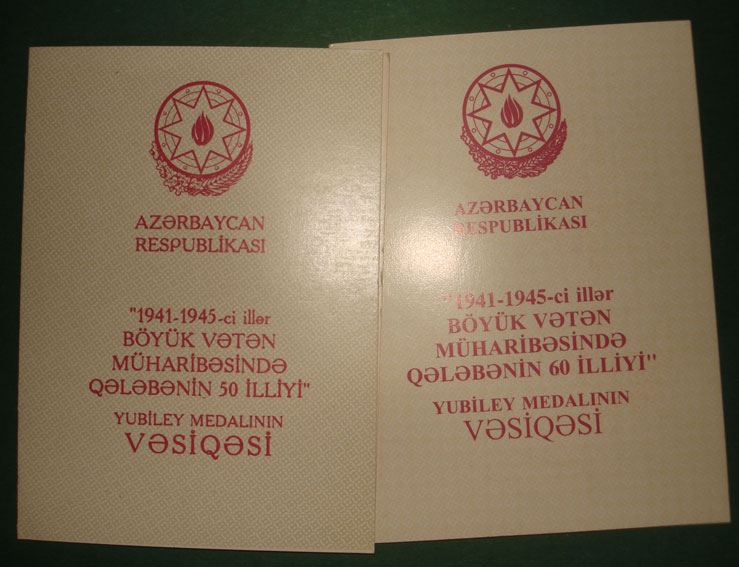 AZƏRBAYCAN
RESPUBLİKASI
"1941-1945-ci illər
BÖYÜK VƏTƏN
MÜHARİBƏSİNDƏ
QƏLƏBƏNİN 50 İLLİYİ"
YUBİLEY MEDALININ
VƏSİQƏSİ
AZƏRBAYCAN
RESPUBLİKASI
"1941-1945-ci illər
BÖYÜK VƏTƏN
MÜHARİBƏSİNDƏ
QƏLƏBƏNİN 60 İLLİYİ"
YUBİLEY MEDALININ
VƏSİQƏSİ